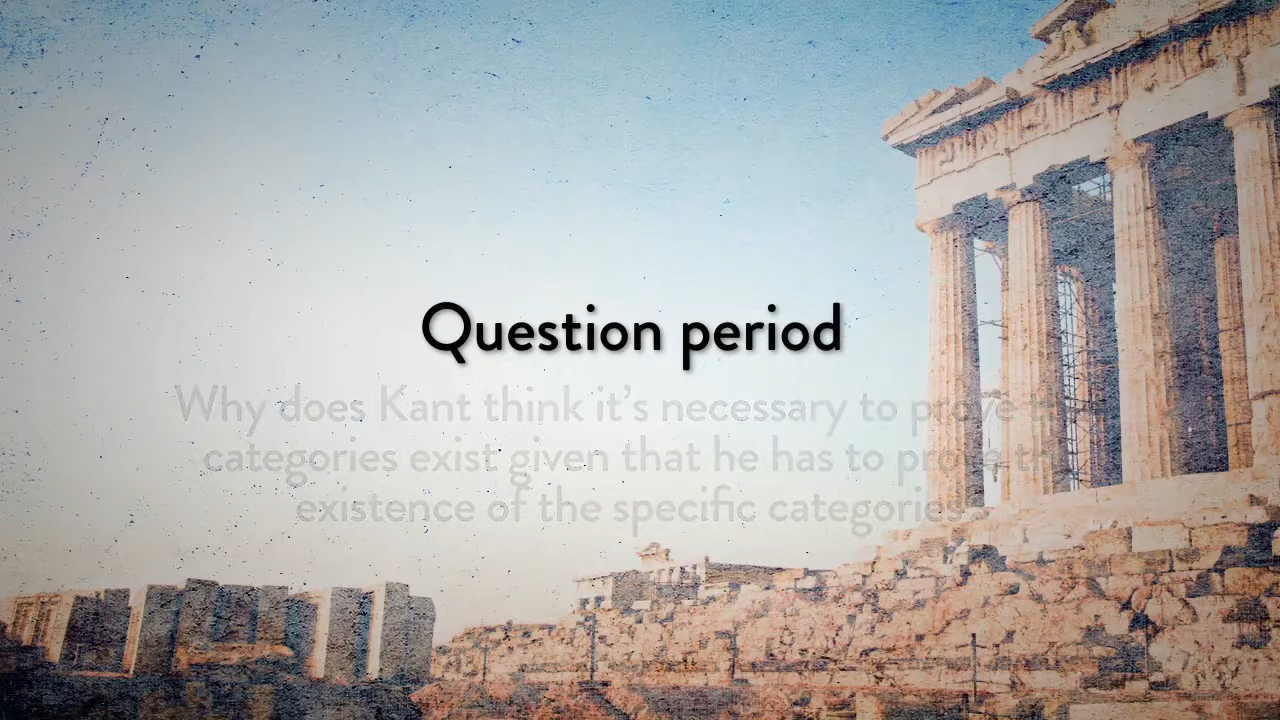 Question period
Why does Kant think it's necessary to prove
categories exist given that he has to prove
existence of the specific categories